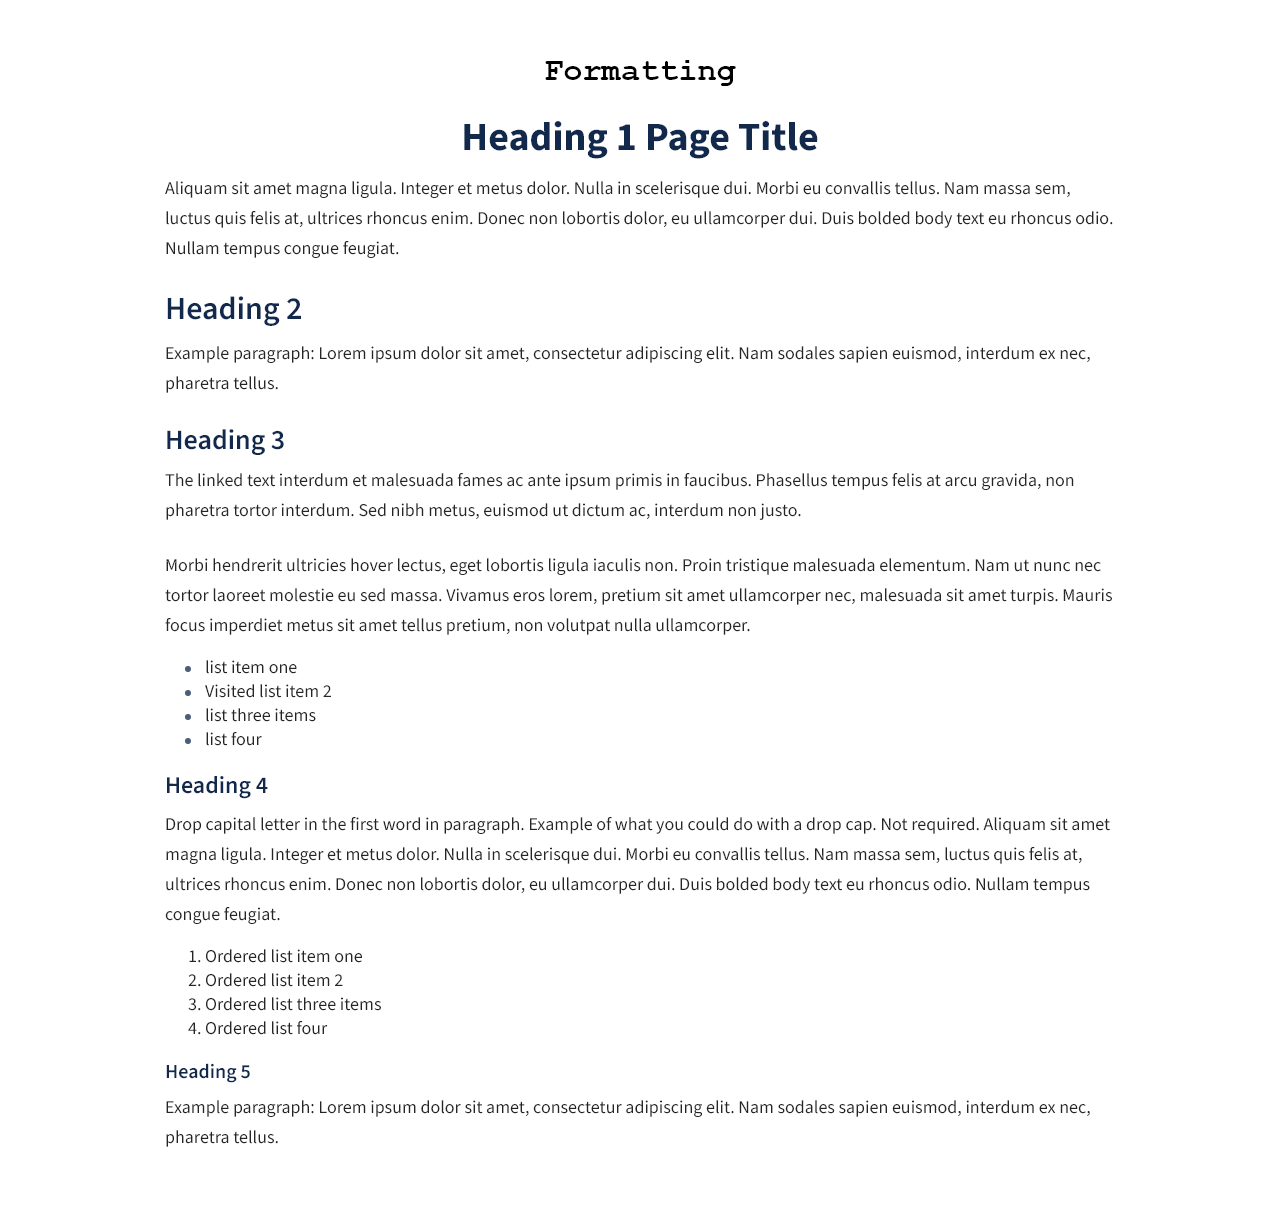 Formatting
Heading 1 Page Title
Aliquam sit amet magna ligula. Integer et metus dolor. Nulla in scelerisque dui. Morbi eu convallis tellus. Nam massa sem,
luctus quis felis at, ultrices rhoncus enim. Donec non lobortis dolor, eu ullamcorper dui. Duis bolded body text eu rhoncus odio.
Nullam tempus congue feugiat.
Heading 2
Example paragraph: Lorem ipsum dolor sit amet, consectetur adipiscing elit. Nam sodales sapien euismod, interdum ex nec,
pharetra tellus.
Heading 3
The linked text interdum et malesuada fames ac ante ipsum primis in faucibus. Phasellus tempus felis at arcu gravida, non
pharetra tortor interdum. Sed nibh metus, euismod ut dictum ac, interdum non justo.
Morbi hendrerit ultricies hover lectus, eget lobortis ligula iaculis non. Proin tristique malesuada elementum. Nam ut nunc nec
tortor laoreet molestie eu sed massa. Vivamus eros lorem, pretium sit amet ullamcorper nec, malesuada sit amet turpis. Mauris
focus imperdiet metus sit amet tellus pretium, non volutpat nulla ullamcorper.
• list item one
• Visited list item 2
• list three items
• list four
Heading 4
Drop capital letter in the first word in paragraph. Example of what you could do with a drop cap. Not required. Aliquam sit amet
magna ligula. Integer et metus dolor. Nulla in scelerisque dui. Morbi eu convallis tellus. Nam massa sem, luctus quis felis at,
ultrices rhoncus enim. Donec non lobortis dolor, eu ullamcorper dui. Duis bolded body text eu rhoncus odio. Nullam tempus
congue feugiat.
1. Ordered list item one
2. Ordered list item 2
3. Ordered list three items
4. Ordered list four
Heading 5
Example paragraph: Lorem ipsum dolor sit amet, consectetur adipiscing elit. Nam sodales sapien euismod, interdum ex nec,
pharetra tellus.